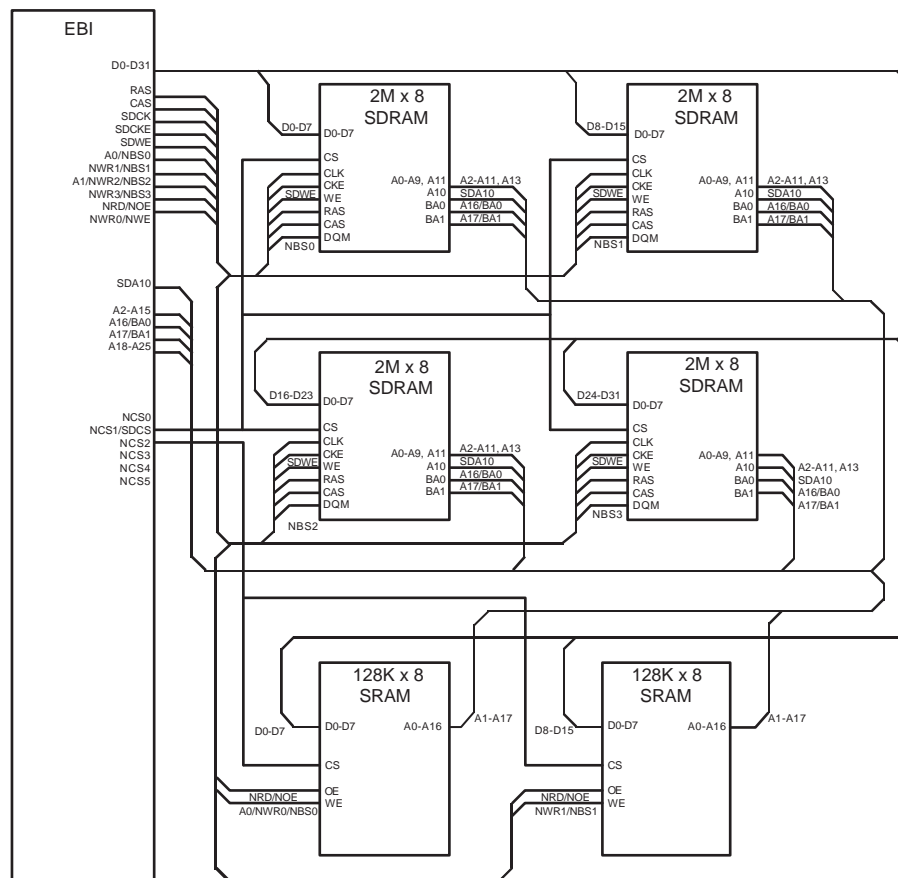 EBI
D0-D31
RAS
CAS
SDCK
SDCKE
SDWE
A0/NBS0
NWR1/NBS1
A1/NWR2/NBS2
NWR3/NBS3
NRD/NOE
NWR0/NWE
SDA10
A2-A15
A16/BA0
A17/BA1
A18-A25
NCS0
NCS1/SDCS
NCS2
NCS3
NCS4
NCS5
2M x 8
SDRAM
D0-D7
D0-D7
CS
CLK
CKE
SDWE
WE
RAS
CAS
DQM
NBS0
A0-A9, A11
A10
BA0
BA1
A2-A11, A13
SDA10
A16/BA0
A17/BA1
2M x 8
SDRAM
D8-D15
D0-D7
CS
CLK
CKE
SDWE
WE
RAS
CAS
DQM
NBS1
A0-A9, A11
A10
BA0
BA1
A2-A11, A13
SDA10
A16/BA0
A17/BA1
2M x 8
SDRAM
D16-D23
D0-D7
CS
CLK
CKE
SDWE
WE
RAS
CAS
DQM
NBS2
A0-A9, A11
A10
BA0
BA1
A2-A11, A13
SDA10
A16/BA0
A17/BA1
2M x 8
SDRAM
D24-D31
D0-D7
CS
CLK
CKE
SDWE
WE
RAS
CAS
DQM
NBS3
A0-A9, A11
A10
BA0
BA1
A2-A11, A13
SDA10
A16/BA0
A17/BA1
128K x 8
SRAM
D0-D7
D0-D7
A0-A16
A1-A17
CS
OE
NRD/NOE
WE
A0/NWR0/NBS0
128K x 8
SRAM
D8-D15
D0-D7
A0-A16
A1-A17
CS
OE
NRD/NOE
WE
NWR1/NBS1